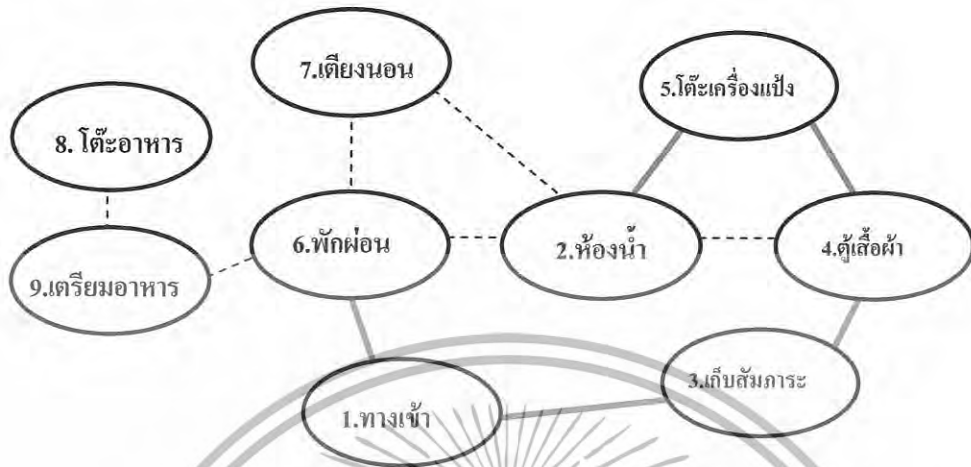 7.เตียงนอน
5.โต๊ะเครื่องแป้ง
8. โต๊ะอาหาร
6.พักผ่อน
2.ห้องน้ำ
4.ตู้เสื้อผ้า
9.เตรียมอาหาร
3.เก็บสัมภาระ
1.ทางเข้า